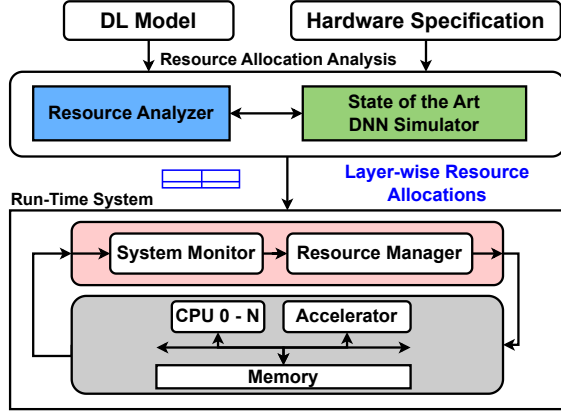 DL Model
Hardware Specification
Resource Allocation Analysis
Resource Analyzer
State of the Art
DNN Simulator
Layer-wise Resource
Allocations
Run-Time System
System Monitor
Resource Manager
CPU 0 - N
Accelerator
Memory